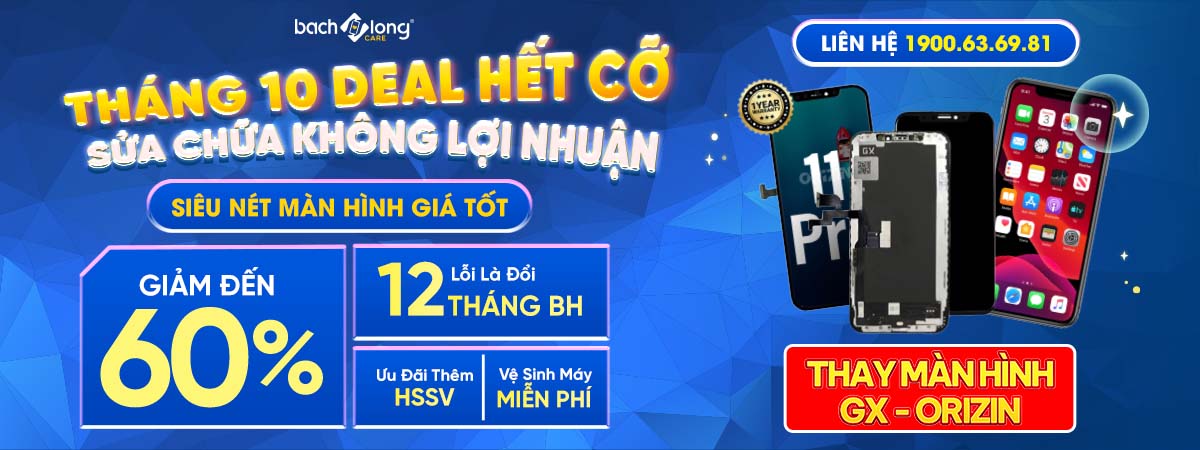 bach long
CARE
THÁNG 10 DEAL HẾT CỠ
SỬA CHỮA KHÔNG LỢI NHUẬN
SIÊU NÉT MÀN HÌNH GIÁ TỐT
GIẢM ĐẾN
60%
12
Lỗi Là Đổi
THÁNG BH
Ưu Đãi Thêm
HSSV
Vệ Sinh Máy
MIỄN PHÍ
LIÊN HỆ 1900.63.69.81
1 YEAR
WARRANTY
11
Pr
GX
THAY MÀN HÌNH
GX - ORIZIN